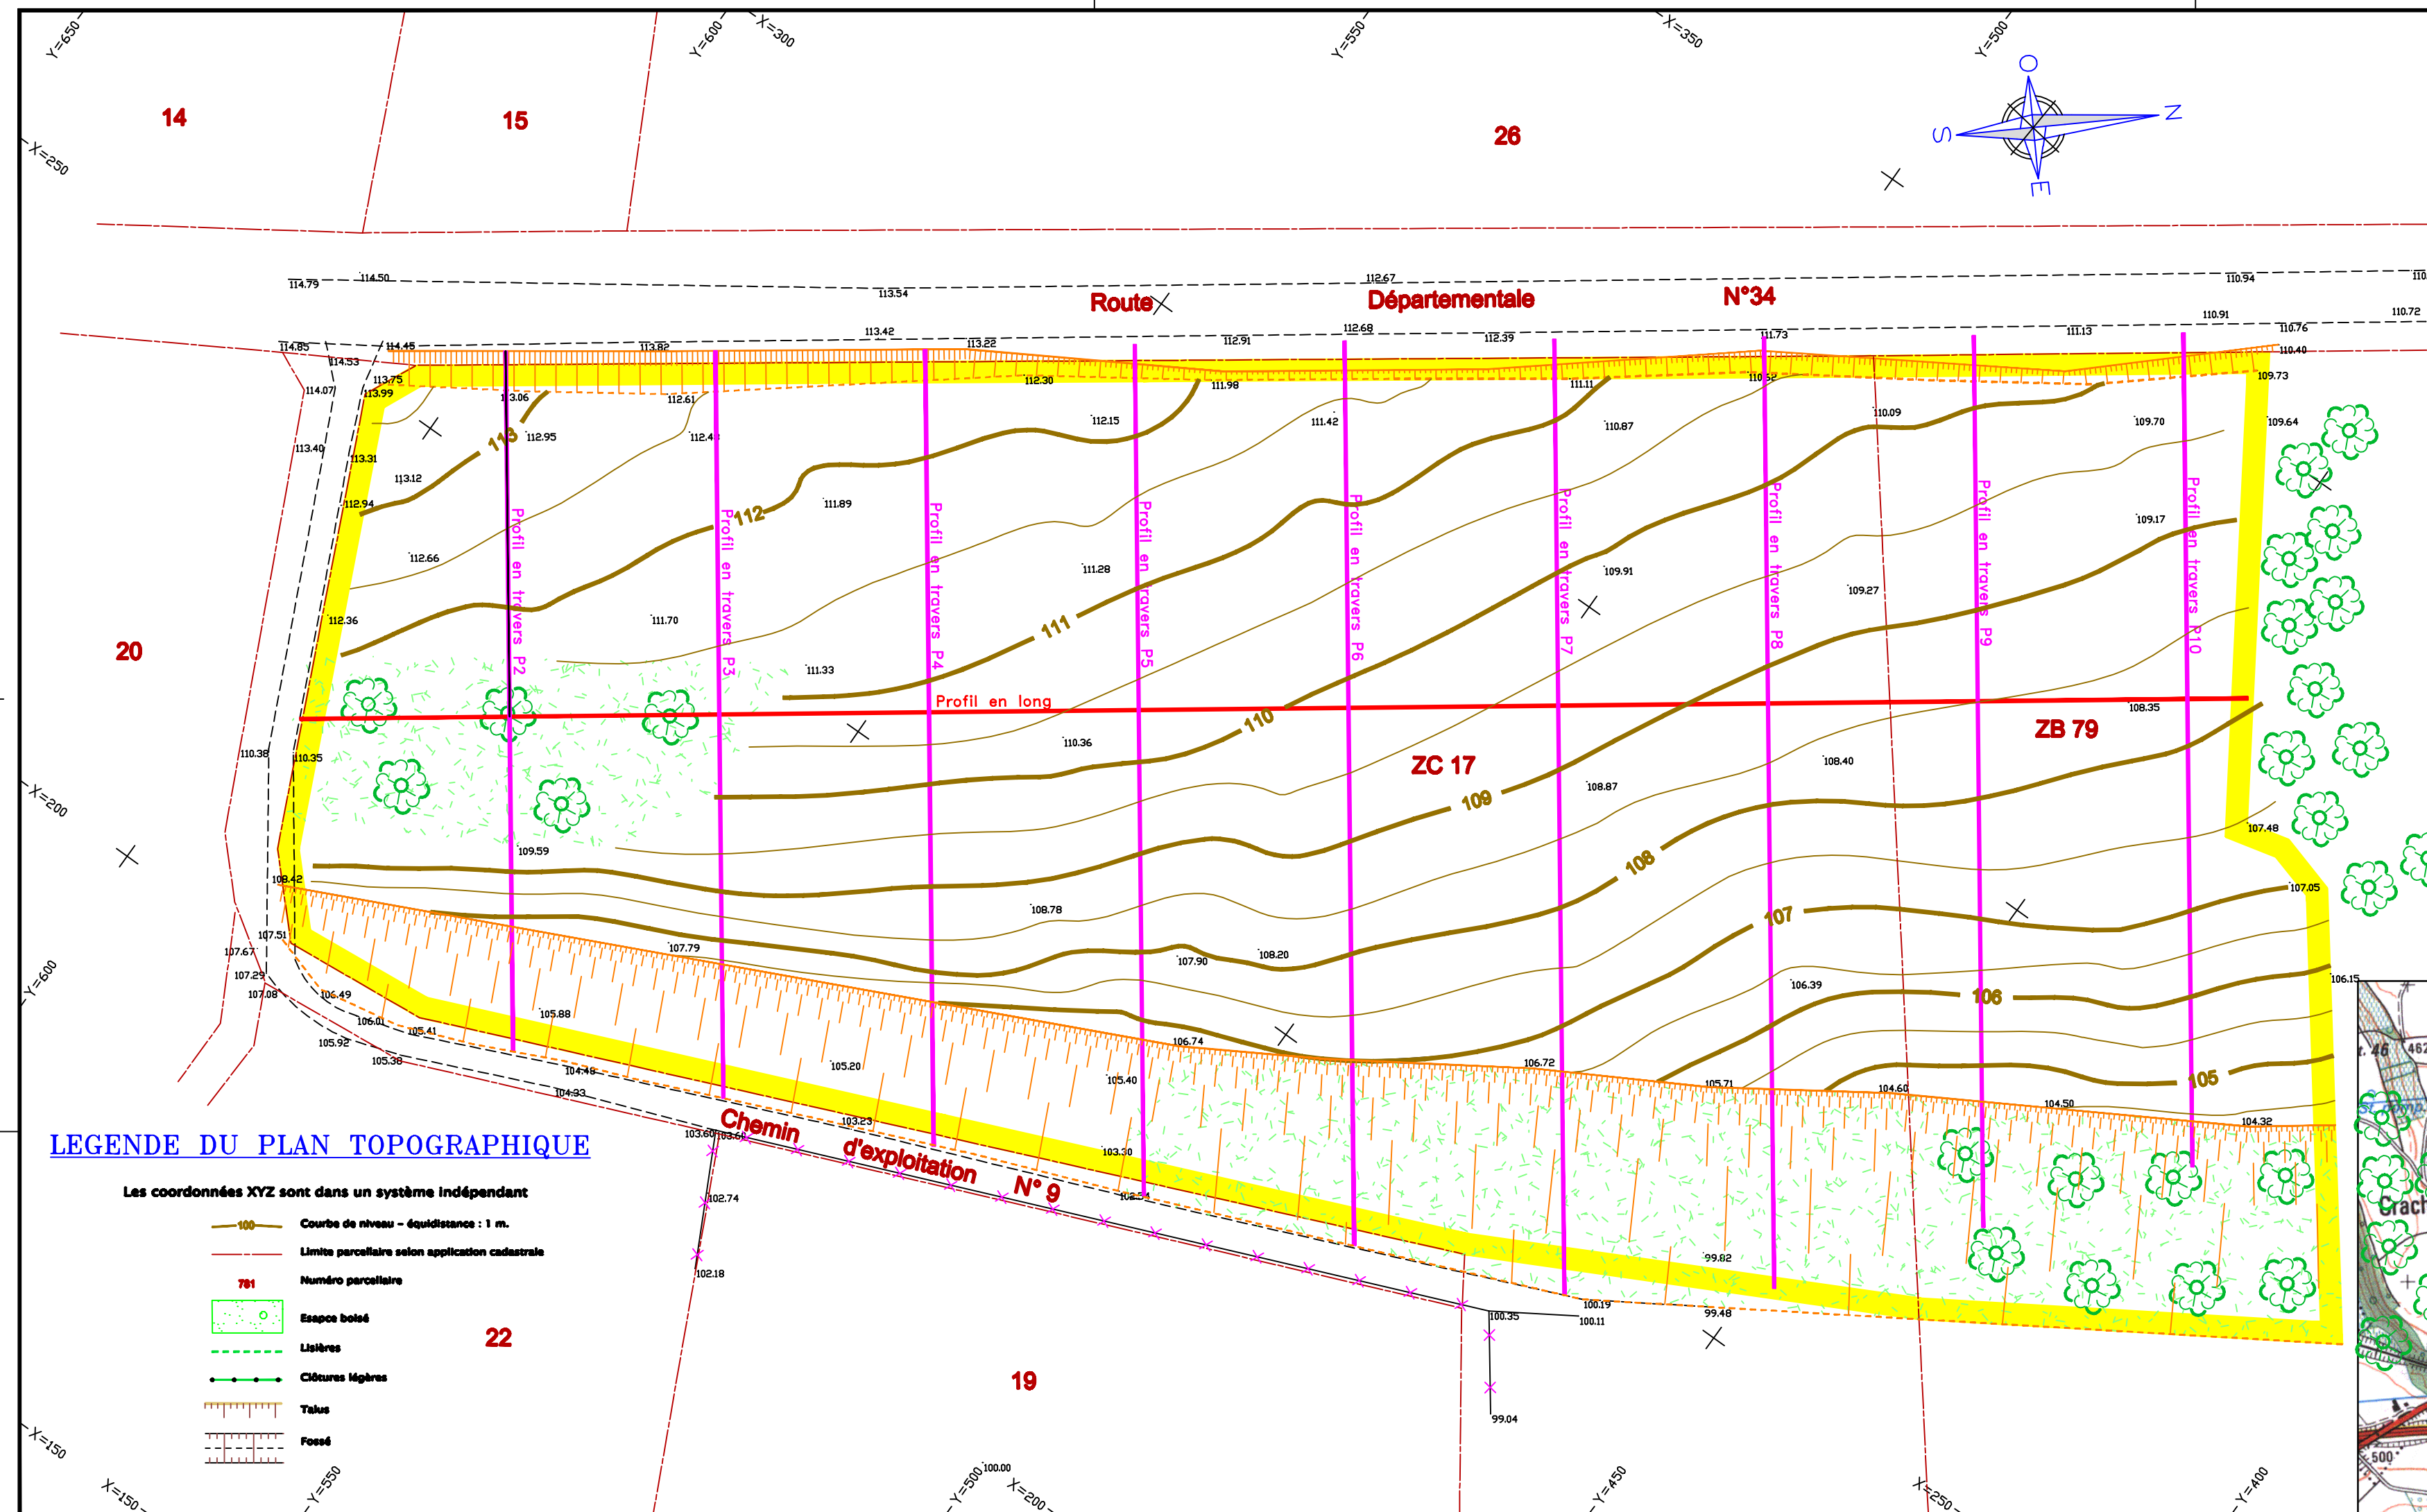 Y=650
Y=600
X=300
Y=550
X=350
Y=500
14
15
26
O
N
S
E
X=250
114.79
114.50
113.54
112.67
110.94
Route Départementale N°34
114.85
114.53
114.45
113.82
113.42
113.22
112.91
112.68
112.39
111.73
111.13
110.91
110.76
110.72
110.40
114.07
113.75
113.99
113.06
112.61
112.30
111.98
111.11
109.73
113.40
113.31
113
112.95
112.15
111.42
110.87
110.09
109.70
109.64
113.12
112.94
112
111.89
109.17
112.66
111.28
109.91
109.27
112.36
111.70
111
111.33
20
Profil en travers P2
Profil en travers P3
Profil en travers P4
Profil en travers P5
Profil en travers P6
Profil en travers P7
Profil en travers P8
Profil en travers P9
Profil en travers P10
Profil en long
110
108.35
ZB 79
110.38
110.35
110.36
ZC 17
108.40
108.87
109
X=200
109.59
108
107.48
108.42
108.78
107
107.05
107.51
107.67
107.79
107.90
108.20
106.15
107.29
107.08
106.49
106.39
106
Y=600
106.01
105.41
105.88
105.92
105.38
106.74
105.20
105.40
106.72
105.71
104.60
105
104.48
104.33
104.50
104.32
103.23
103.60
103.60
Chemin d'exploitation N° 9
103.30
102.74
102.18
99.82
100.19
99.48
100.35
100.11
99.04
LEGENDE DU PLAN TOPOGRAPHIQUE
Les coordonnées XYZ sont dans un système indépendant
100
Courbe de niveau - équidistance : 1 m.
Limite parcellaire selon application cadastrale
781
Numéro parcellaire
Esapce boisé
Lisières
Clôtures légères
Talus
Fossé
22
19
100.00
X=150
X=150
Y=550
Y=500
X=200
Y=450
X=250
Y=400
46
462
Crach
500